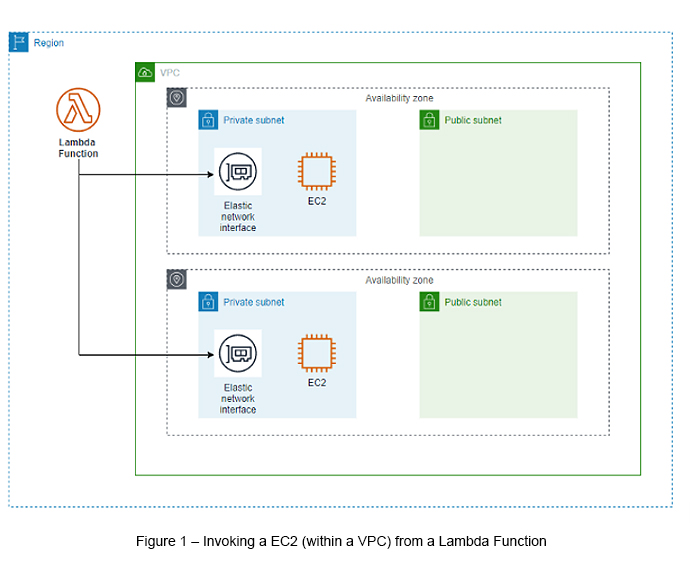 Region
VPC
Availability zone
Private subnet
Public subnet
Lambda
Function
Elastic
network
interface
EC2
Availability zone
Private subnet
Public subnet
Elastic
network
interface
EC2
Figure 1 – Invoking a EC2 (within a VPC) from a Lambda Function